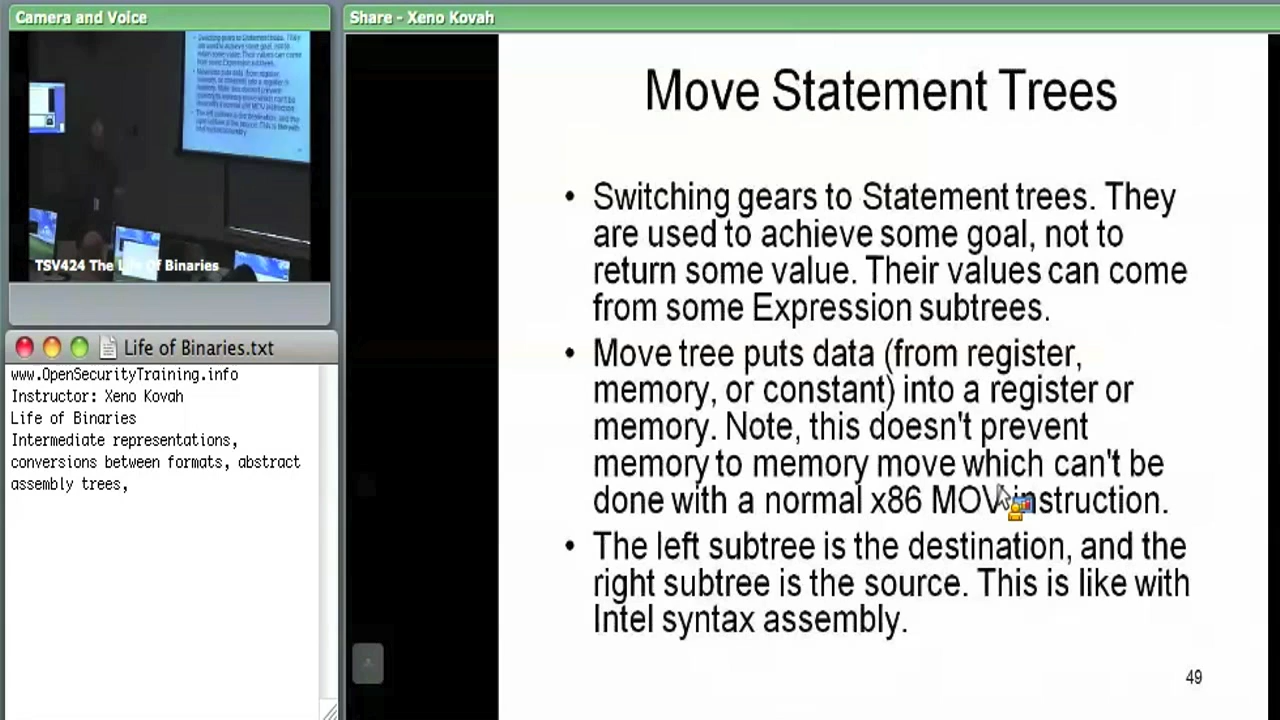 Camera and Voice
TSV424 The Life Of Binaries
Life of Binaries.txt
www.OpenSecurityTraining.info
Instructor: Xeno Kovah
Life of Binaries
Intermediate representations,
conversions between formats, abstract
assembly trees,
Share - Xeno Kovah
Move Statement Trees
• Switching gears to Statement trees. They
are used to achieve some goal, not to
return some value. Their values can come
from some Expression subtrees.
• Move tree puts data (from register,
memory, or constant) into a register or
memory. Note, this doesn't prevent
memory to memory move which can't be
done with a normal x86 MOV instruction.
• The left subtree is the destination, and the
right subtree is the source. This is like with
Intel syntax assembly.
49